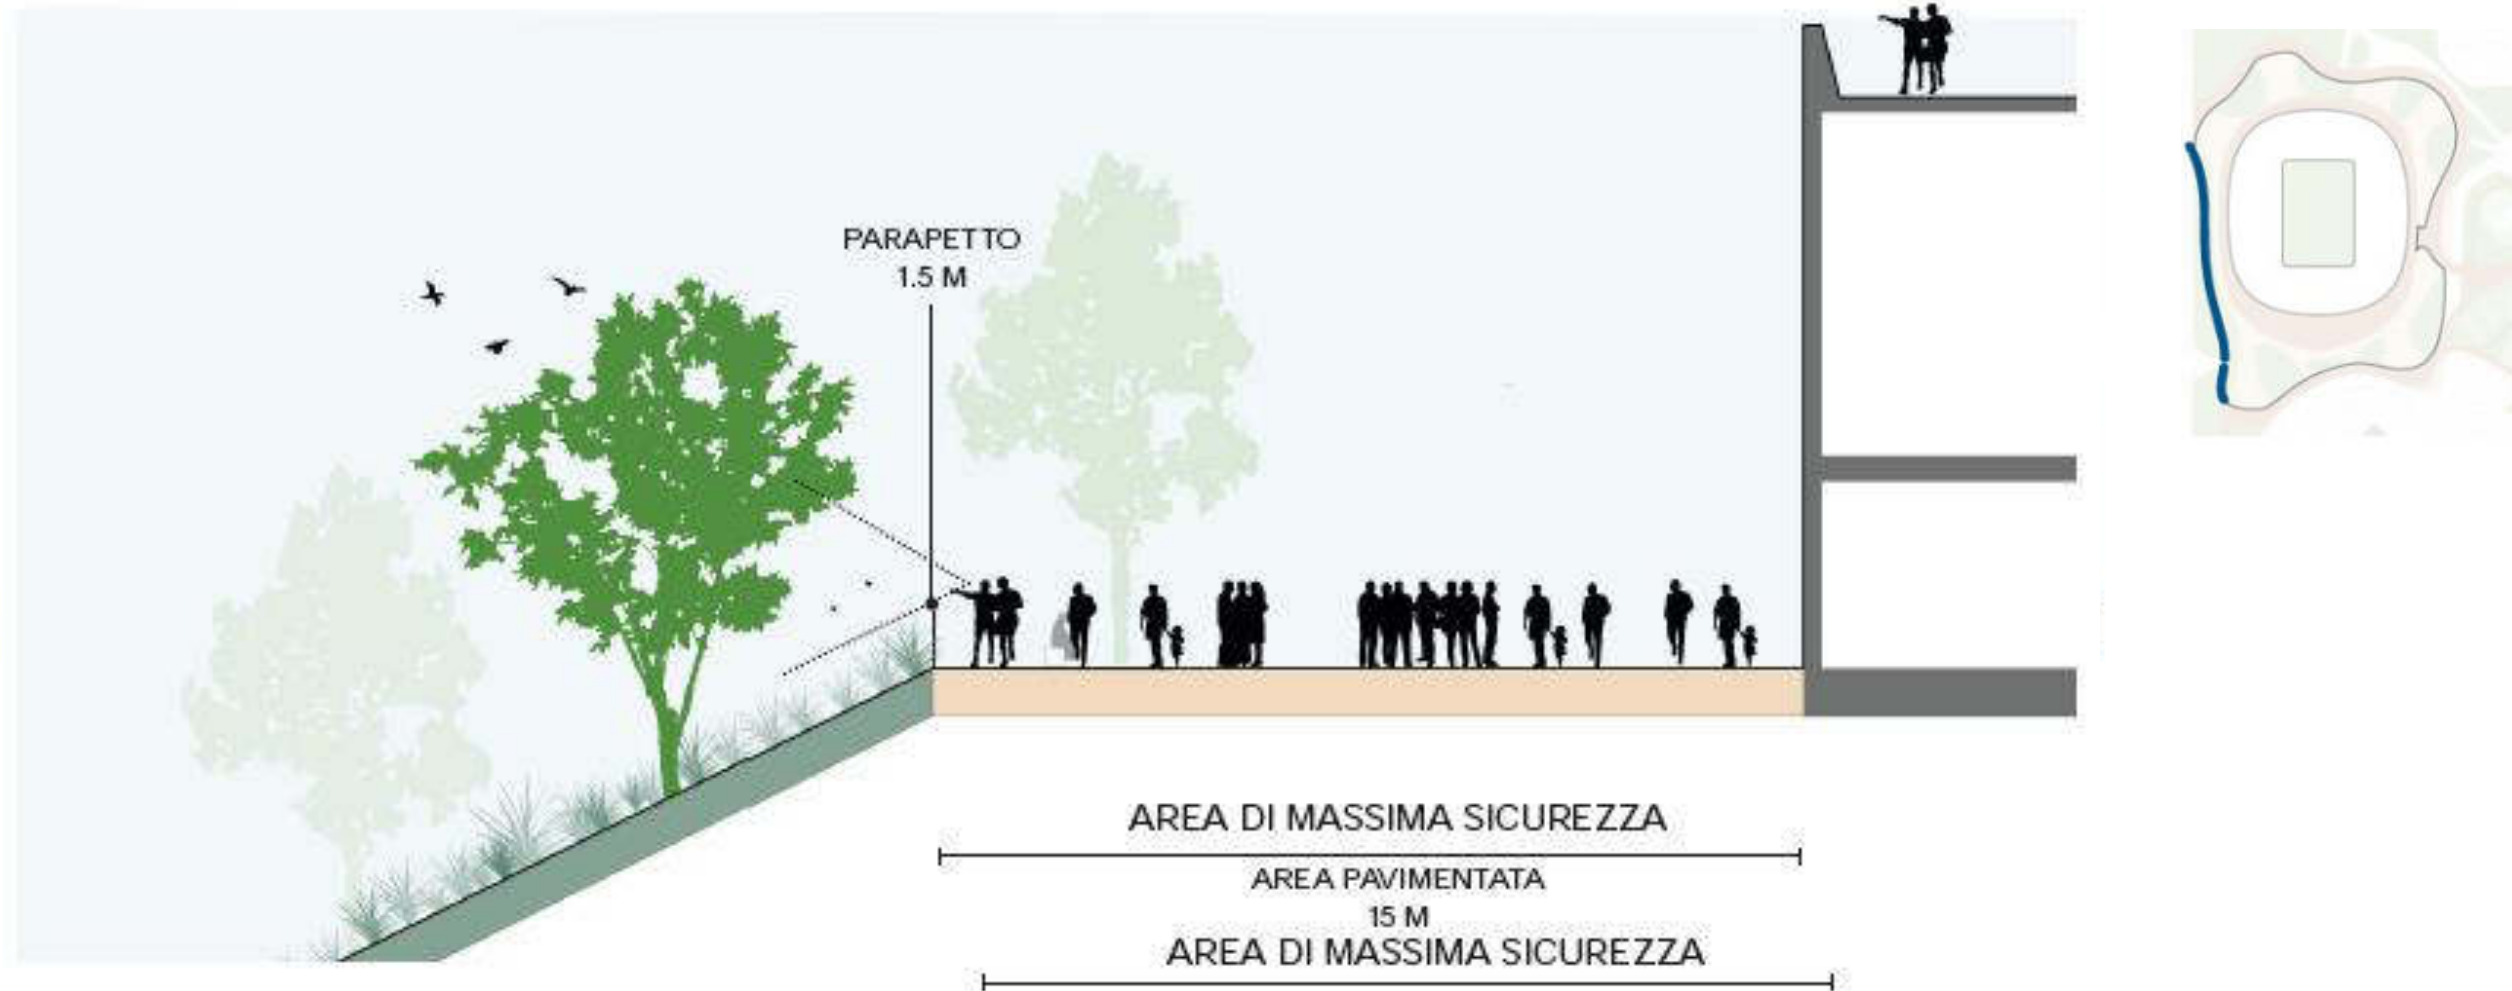 PARAPETTO
1.5 M
AREA DI MASSIMA SICUREZZA
AREA PAVIMENTATA
15 M
AREA DI MASSIMA SICUREZZA